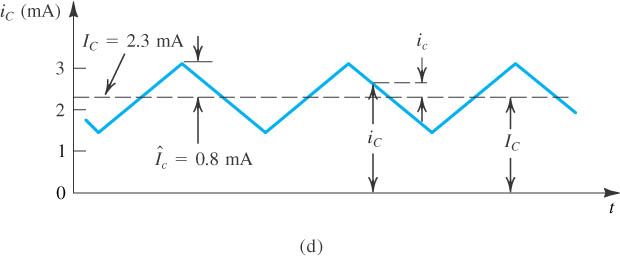 i_C (mA)
I_C = 2.3 mA
i_c
3
2
1
0
Î_c = 0.8 mA
i_C
I_C
t
(d)